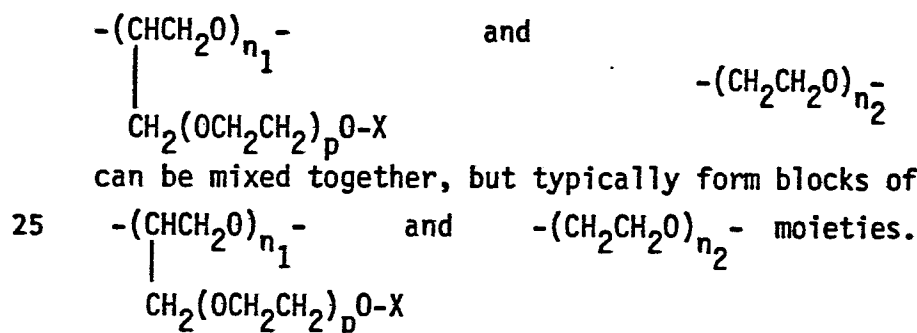 -(CHCH2O)n1- and
-(CH2CH2O)n2-
CH2(OCH2CH2)pO-X
can be mixed together, but typically form blocks of
25 -(CHCH2O)n1- and -(CH2CH2O)n2- moieties.
CH2(OCH2CH2)pO-X